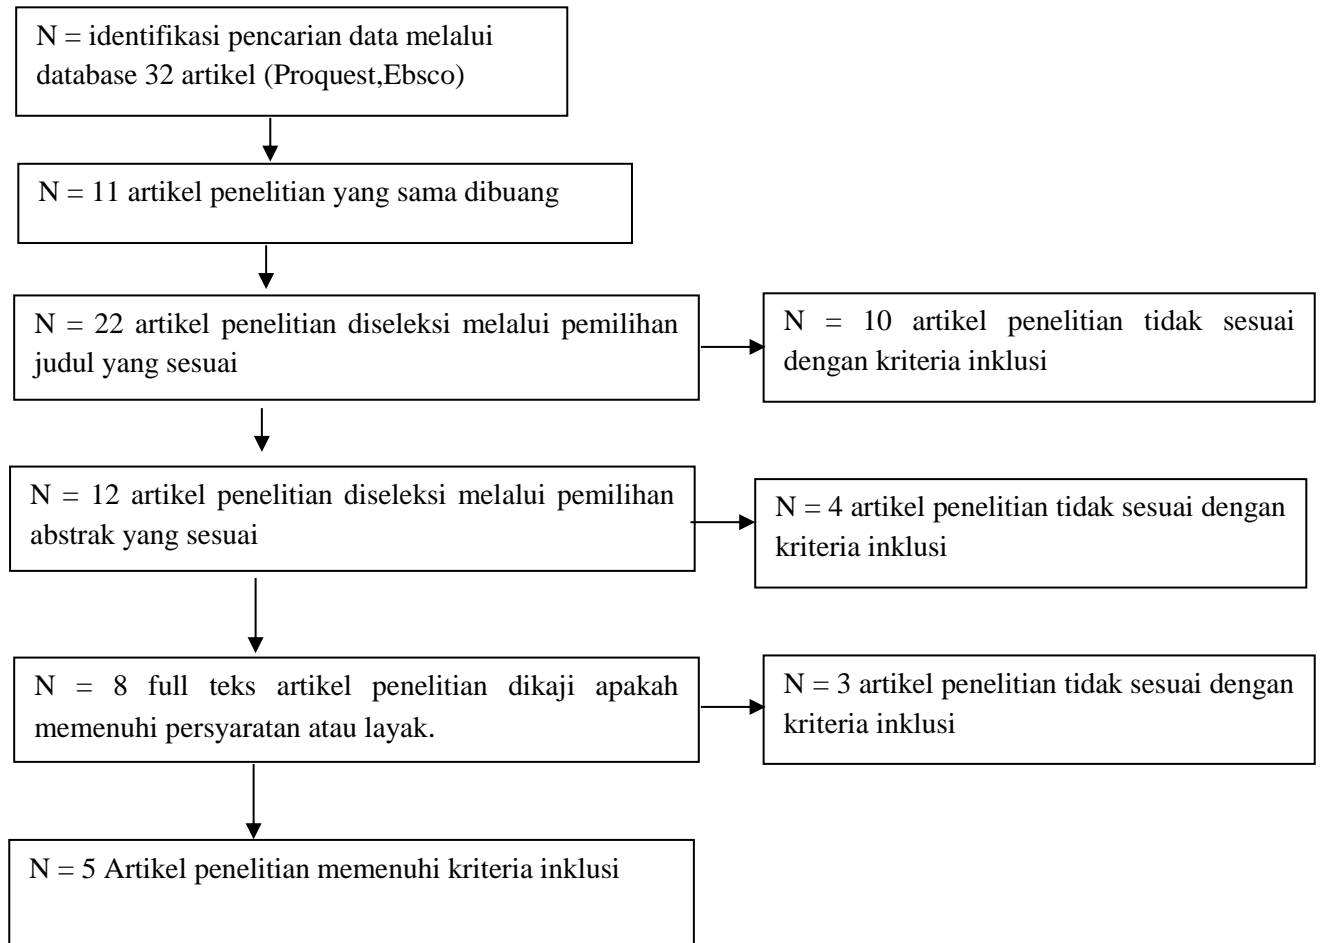 N = identifikasi pencarian data melalui
database 32 artikel (Proquest,Ebsco)
N = 11 artikel penelitian yang sama dibuang
N = 22 artikel penelitian diseleksi melalui pemilihan
judul yang sesuai
N = 10 artikel penelitian tidak sesuai
dengan kriteria inklusi
N = 12 artikel penelitian diseleksi melalui pemilihan
abstrak yang sesuai
N = 4 artikel penelitian tidak sesuai dengan
kriteria inklusi
N = 8 full teks artikel penelitian dikaji apakah
memenuhi persyaratan atau layak.
N = 3 artikel penelitian tidak sesuai dengan
kriteria inklusi
N = 5 Artikel penelitian memenuhi kriteria inklusi